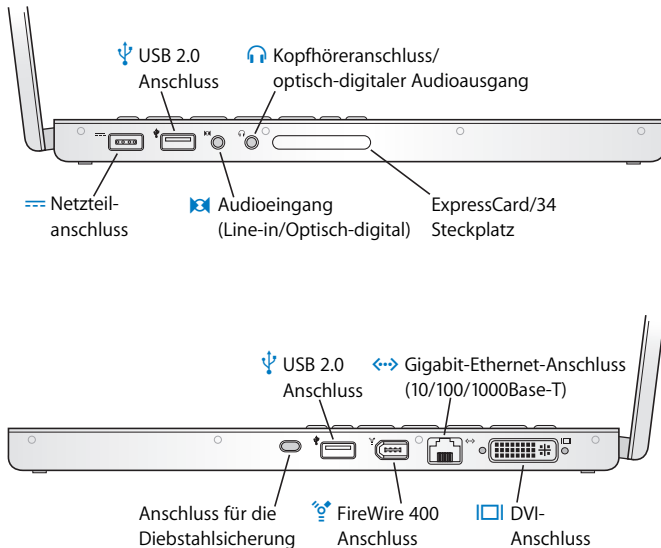 USB 2.0
Anschluss
Kopfhöreranschluss/
optisch-digitaler Audioausgang
Netzteil-
anschluss
Audioeingang
(Line-in/Optisch-digital)
ExpressCard/34
Steckplatz
USB 2.0
Anschluss
Gigabit-Ethernet-Anschluss
(10/100/1000Base-T)
Anschluss für die
Diebstahlsicherung
FireWire 400
Anschluss
DVI-
Anschluss